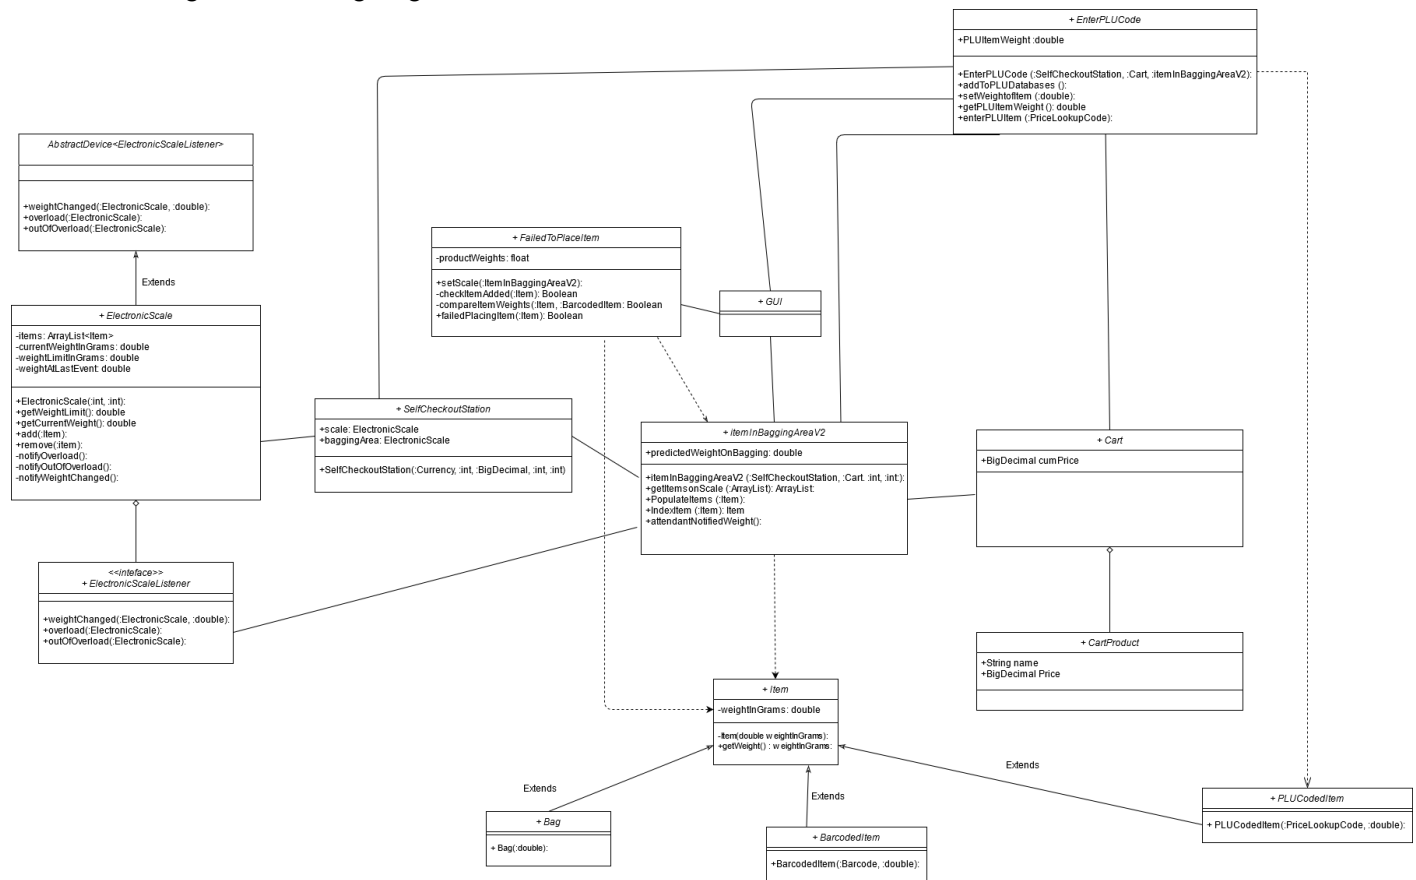 + EnterPLUCode
+PLUItemWeight :double
+EnterPLUCode (:SelfCheckoutStation, :Cart, :itemInBaggingAreaV2):
+addToPLUDatabases ():
+setWeightofItem (:double):
+getPLUItemWeight (): double
+enterPLUItem (:PriceLookupCode):
AbstractDevice<ElectronicScaleListener>
+weightChanged(:ElectronicScale, :double):
+overload(:ElectronicScale):
+outOfOverload(:ElectronicScale):
Extends
+ FailedToPlaceItem
-productWeights: float
+setScale(:ItemInBaggingAreaV2):
-checkItemAdded(:Item): Boolean
-compareItemWeights(:Item, :BarcodedItem: Boolean
+failedPlacingItem(:Item): Boolean
+ GUI
+ ElectronicScale
-items: ArrayList<Item>
-currentWeightInGrams: double
-weightLimitInGrams: double
-weightAtLastEvent: double
+ElectronicScale(:int, :int):
+getWeightLimit(): double
+getCurrentWeight(): double
+add(:Item):
+remove(:item):
-notifyOverload():
-notifyOutOfOverload():
-notifyWeightChanged():
+ SelfCheckoutStation
+scale: ElectronicScale
+baggingArea: ElectronicScale
+SelfCheckoutStation(:Currency, :int, :BigDecimal, :int, :int)
+ itemInBaggingAreaV2
+predictedWeightOnBagging: double
+itemInBaggingAreaV2 (:SelfCheckoutStation, :Cart. :int, :int:):
+getItemsonScale (:ArrayList): ArrayList:
+PopulateItems (:Item):
+IndexItem (:Item): Item
+attendantNotifiedWeight():
+ Cart
+BigDecimal cumPrice
<<inteface>>
+ ElectronicScaleListener
+weightChanged(:ElectronicScale, :double):
+overload(:ElectronicScale):
+outOfOverload(:ElectronicScale):
+ CartProduct
+String name
+BigDecimal Price
+ Item
-weightInGrams: double
-Item(double weightInGrams):
+getWeight() : weightInGrams:
Extends
Extends
Extends
+ Bag
+ Bag(:double):
+ BarcodedItem
+BarcodedItem(:Barcode, :double):
+ PLUCodedItem
+ PLUCodedItem(:PriceLookupCode, :double):